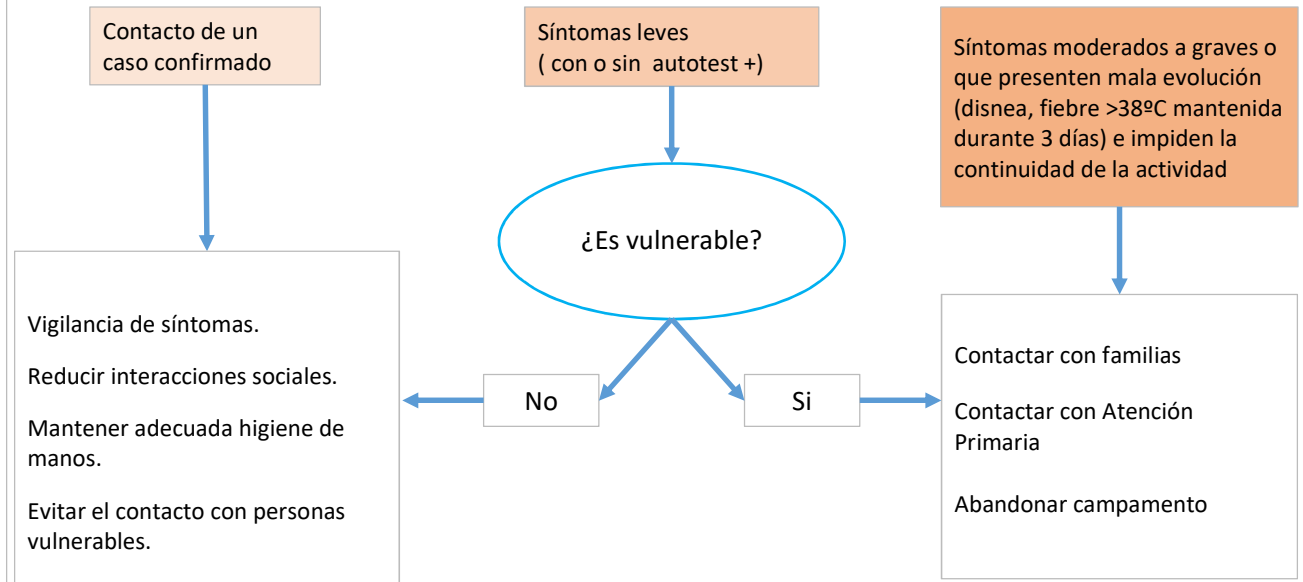 Contacto de un
caso confirmado
Síntomas leves
( con o sin  autotest +)
Síntomas moderados a graves o
que presenten mala evolución
(disnea, fiebre >38ºC mantenida
durante 3 días) e impiden la
continuidad de la actividad
¿Es vulnerable?
Vigilancia de síntomas.
Reducir interacciones sociales.
Mantener adecuada higiene de
manos.
Evitar el contacto con personas
vulnerables.
No
Si
Contactar con familias
Contactar con Atención
Primaria
Abandonar campamento